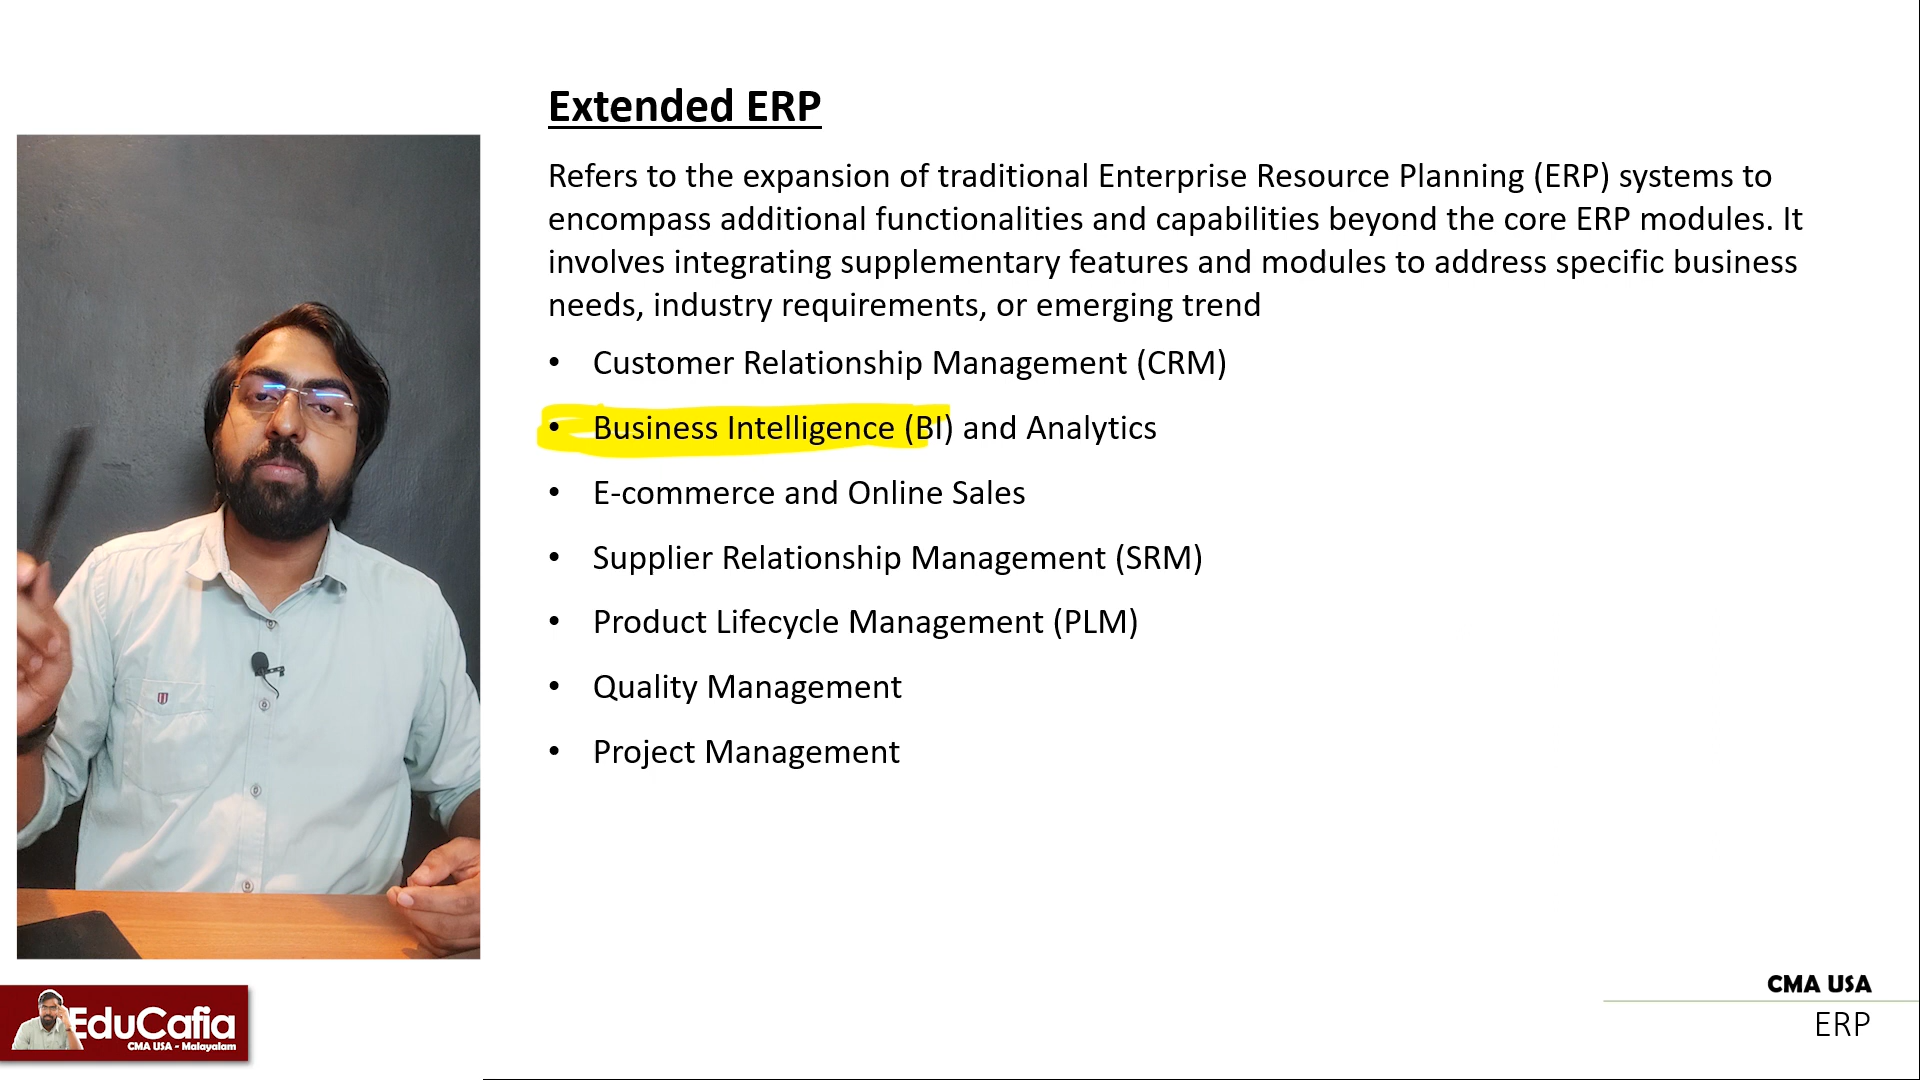 Extended ERP
Refers to the expansion of traditional Enterprise Resource Planning (ERP) systems to
encompass additional functionalities and capabilities beyond the core ERP modules. It
involves integrating supplementary features and modules to address specific business
needs, industry requirements, or emerging trend
• Customer Relationship Management (CRM)
• Business Intelligence (BI) and Analytics
• E-commerce and Online Sales
• Supplier Relationship Management (SRM)
• Product Lifecycle Management (PLM)
• Quality Management
• Project Management
EduCafia
CMA USA - Malayalam
CMA USA
ERP